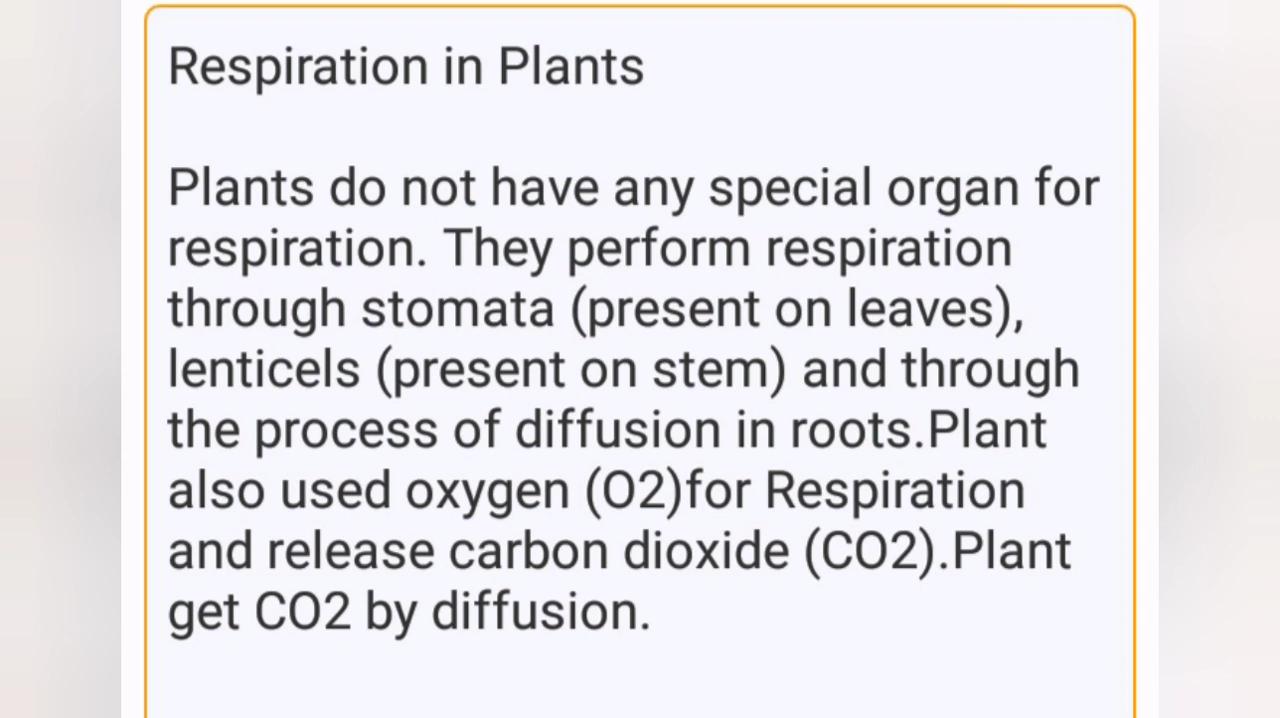 Respiration in Plants
Plants do not have any special organ for
respiration. They perform respiration
through stomata (present on leaves),
lenticels (present on stem) and through
the process of diffusion in roots.Plant
also used oxygen (O2)for Respiration
and release carbon dioxide (CO2).Plant
get CO2 by diffusion.